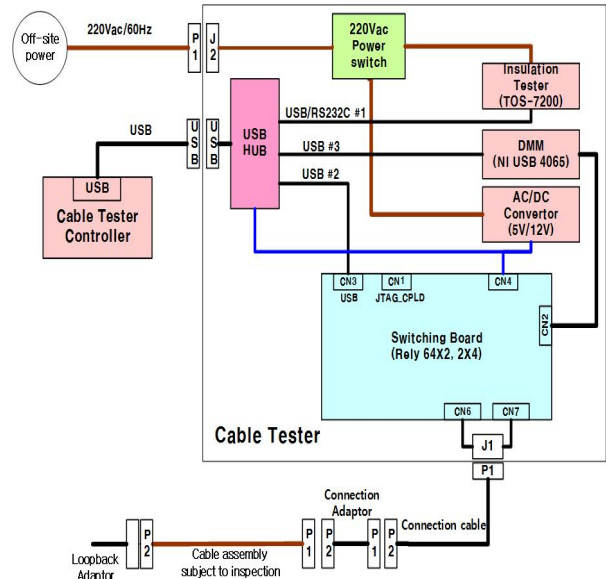 Off-site
power
220Vac/60Hz
P
1
J
2
220Vac
Power
switch
Insulation
Tester
(TOS-7200)
USB/RS232C #1
USB
U
S
B
U
S
B
USB
HUB
USB #3
DMM
(NI USB 4065)
USB #2
USB
Cable Tester
Controller
AC/DC
Convertor
(5V/12V)
CN3
CN1
CN4
USB
JTAG_CPLD
CN2
Switching Board
(Rely 64X2, 2X4)
CN6
CN7
Cable Tester
J1
P1
Connection
Adaptor
Connection cable
P
2
P
1
P
2
P
1
P
2
Loopback
Adaptor
Cable assembly
subject to inspection